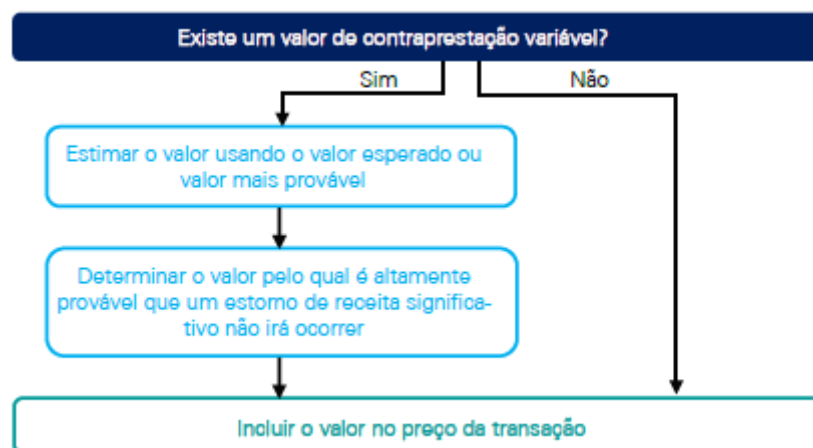 Existe um valor de contraprestação variável?
Sim
Não
Estimar o valor usando o valor esperado ou
valor mais provável
Determinar o valor pelo qual é altamente
provável que um estorno de receita significa-
tivo não irá ocorrer
Incluir o valor no preço da transação